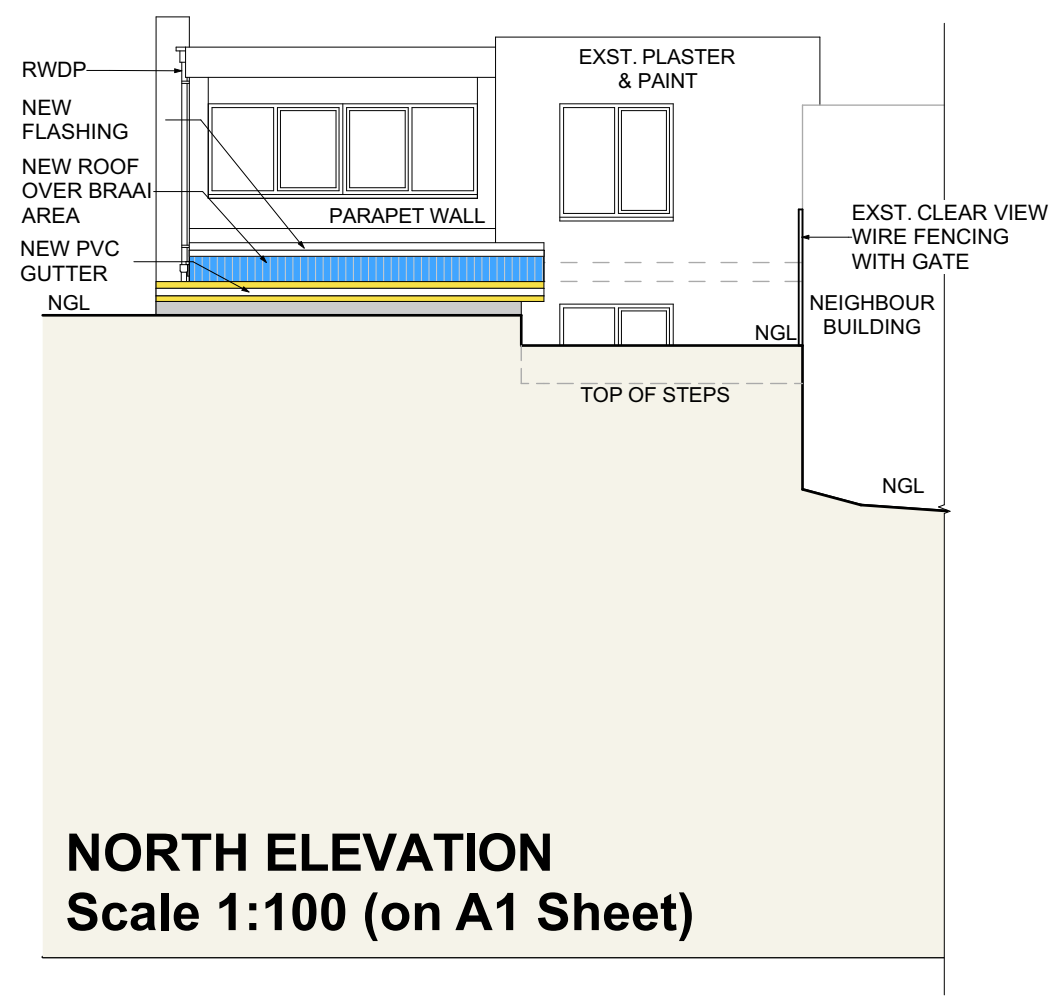 EXST. PLASTER
& PAINT
RWDP
NEW
FLASHING
NEW ROOF
OVER BRAAI
AREA
PARAPET WALL
NEW PVC
GUTTER
NGL
EXST. CLEAR VIEW
WIRE FENCING
WITH GATE
NEIGHBOUR
BUILDING
NGL
TOP OF STEPS
NGL
NORTH ELEVATION
Scale 1:100 (on A1 Sheet)